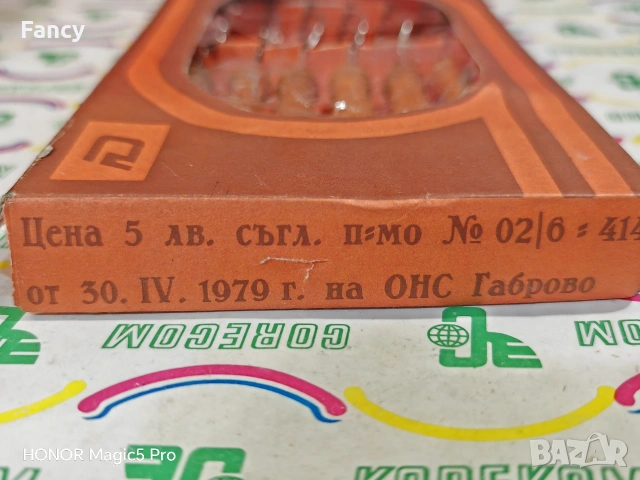 Fancy
Цена 5 лв. съгл. п=мо № 02|6=414
от 30. IV. 1979 г. на ОНС Габрово
CORECOM CORECOM
HONOR Magic5 Pro
BAZAR